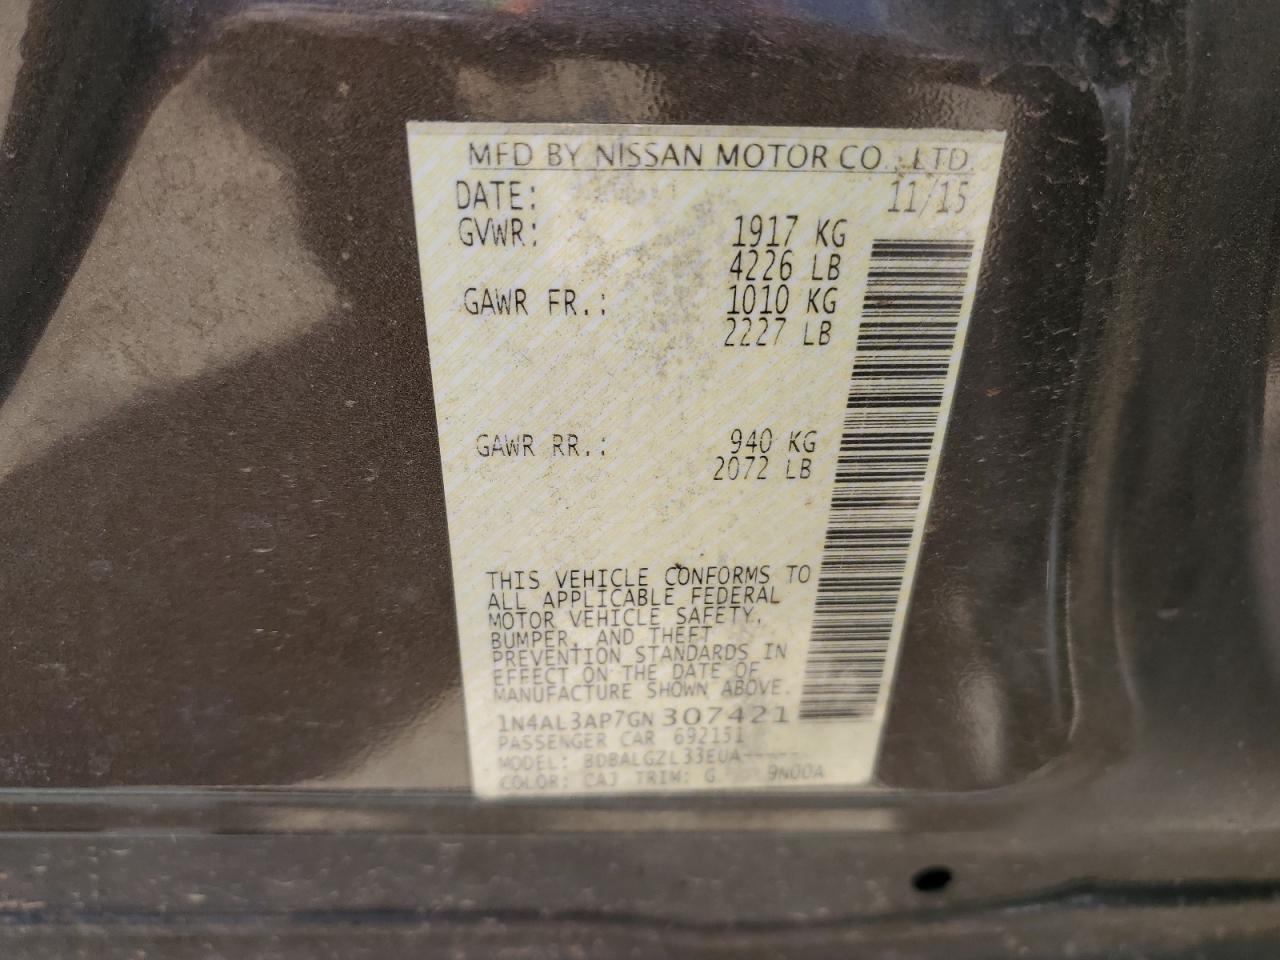 MFD BY NISSAN MOTOR CO., LTD.
DATE: 11/15
GVWR: 1917 KG
4226 LB
GAWR FR.: 1010 KG
2227 LB
GAWR RR.: 940 KG
2072 LB
THIS VEHICLE CONFORMS TO
ALL APPLICABLE FEDERAL
MOTOR VEHICLE SAFETY,
BUMPER, AND THEFT
PREVENTION STANDARDS IN
EFFECT ON THE DATE OF
MANUFACTURE SHOWN ABOVE.
1N4AL3AP7GN307421
PASSENGER CAR 692151
MODEL: BDBALGZL33EUA-----
COLOR: CAJ TRIM: G 9N00A